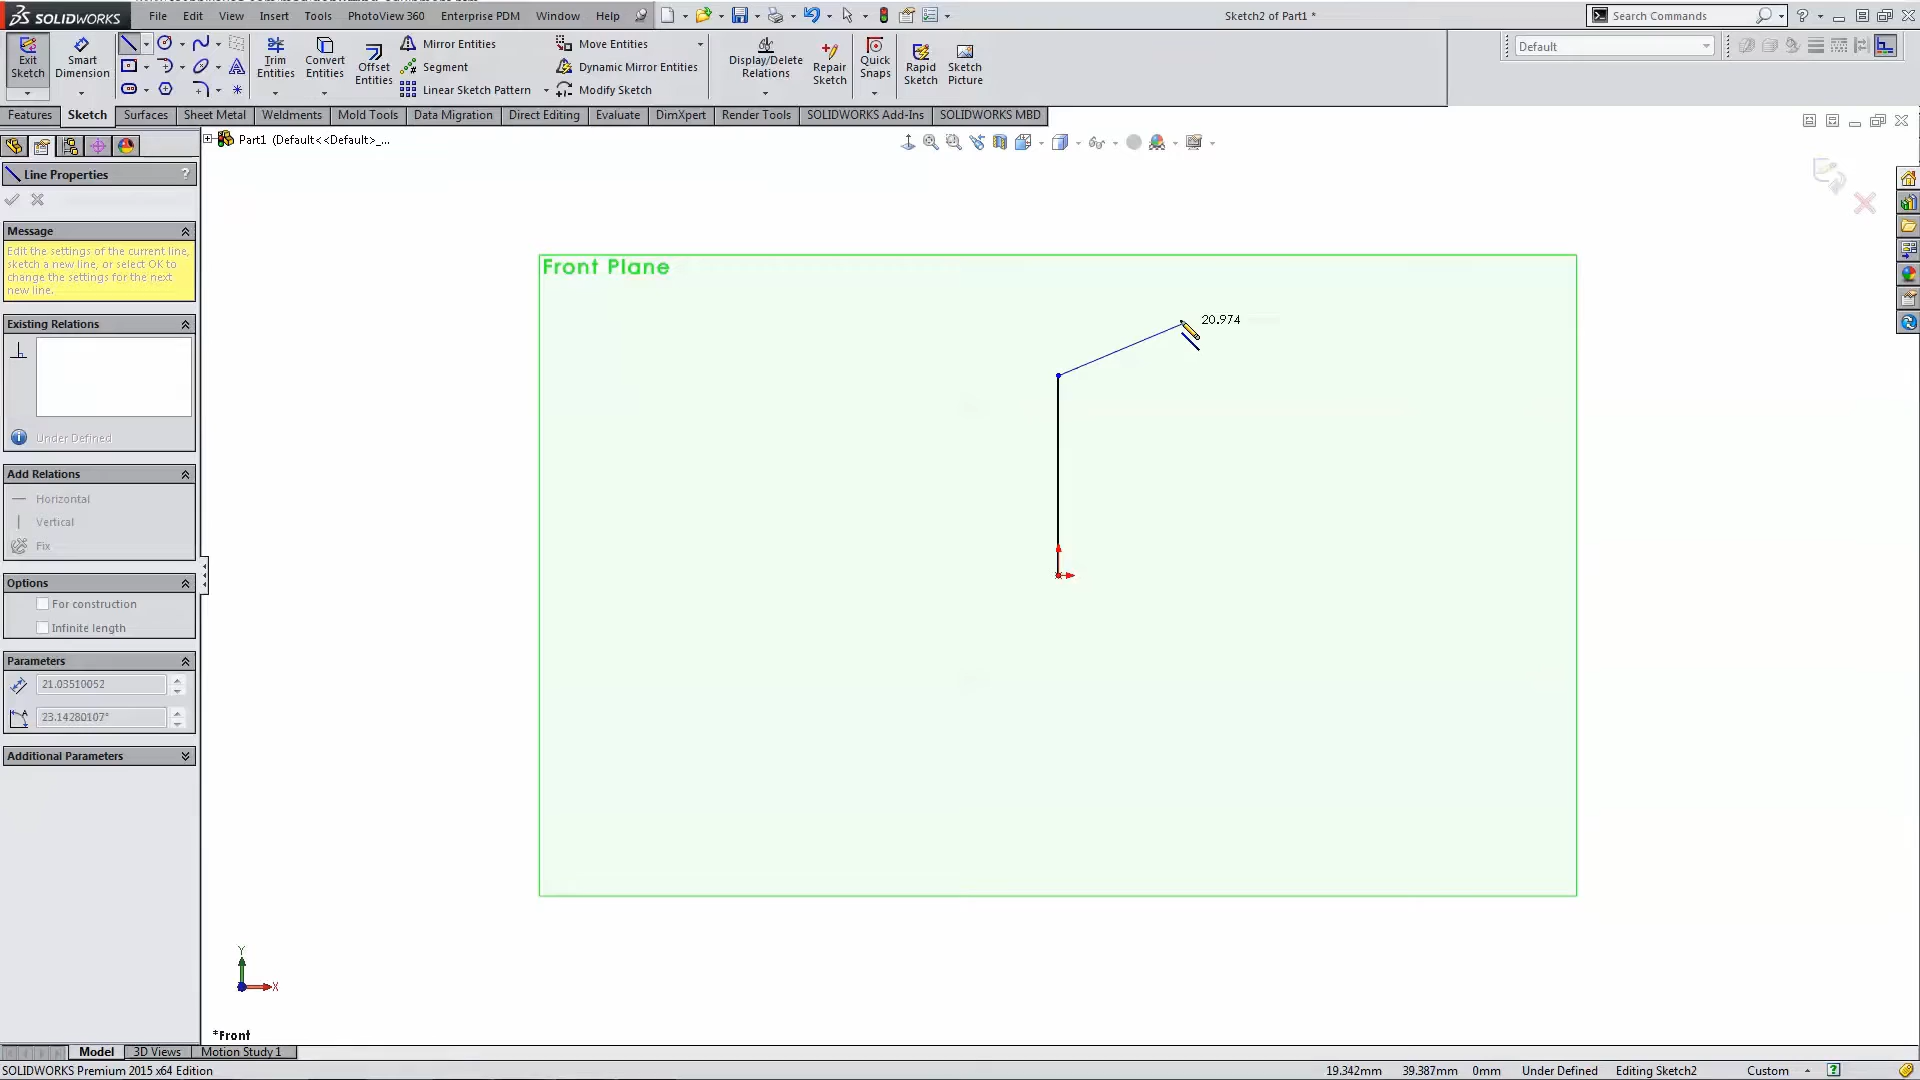 SOLIDWORKS File Edit View Insert Tools PhotoView 360 Enterprise PDM Window Help Sketch2 of Part1 * Search Commands
Exit Sketch
Smart Dimension
Trim Entities
Convert Entities
Offset Entities
Mirror Entities
Segment
Linear Sketch Pattern
Move Entities
Dynamic Mirror Entities
Modify Sketch
Display/Delete Relations
Repair Sketch
Quick Snaps
Rapid Sketch
Sketch Picture
Default
Features Sketch Surfaces Sheet Metal Weldments Mold Tools Data Migration Direct Editing Evaluate DimXpert Render Tools SOLIDWORKS Add-Ins SOLIDWORKS MBD
Part1 (Default<<Default>_...
Line Properties ?
Message
Edit the settings of the current line,
sketch a new line, or select OK to
change the settings for the next
new line.
Existing Relations
Under Defined
Add Relations
Horizontal
Vertical
Fix
Options
For construction
Infinite length
Parameters
21.03510052
23.14280107°
Additional Parameters
Front Plane
20.974
Y
X
*Front
Model 3D Views Motion Study 1
SOLIDWORKS Premium 2015 x64 Edition 19.342mm 39.387mm 0mm Under Defined Editing Sketch2 Custom